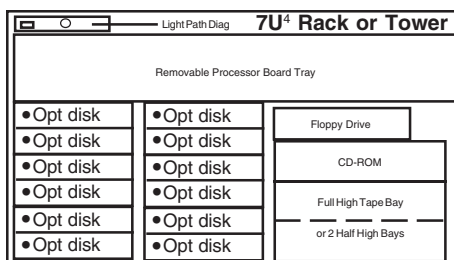 Light Path Diag
7U⁴ Rack or Tower
Removable Processor Board Tray
•Opt disk
•Opt disk
•Opt disk
•Opt disk
•Opt disk
•Opt disk
•Opt disk
•Opt disk
•Opt disk
•Opt disk
•Opt disk
•Opt disk
Floppy Drive
CD-ROM
Full High Tape Bay
or 2 Half High Bays